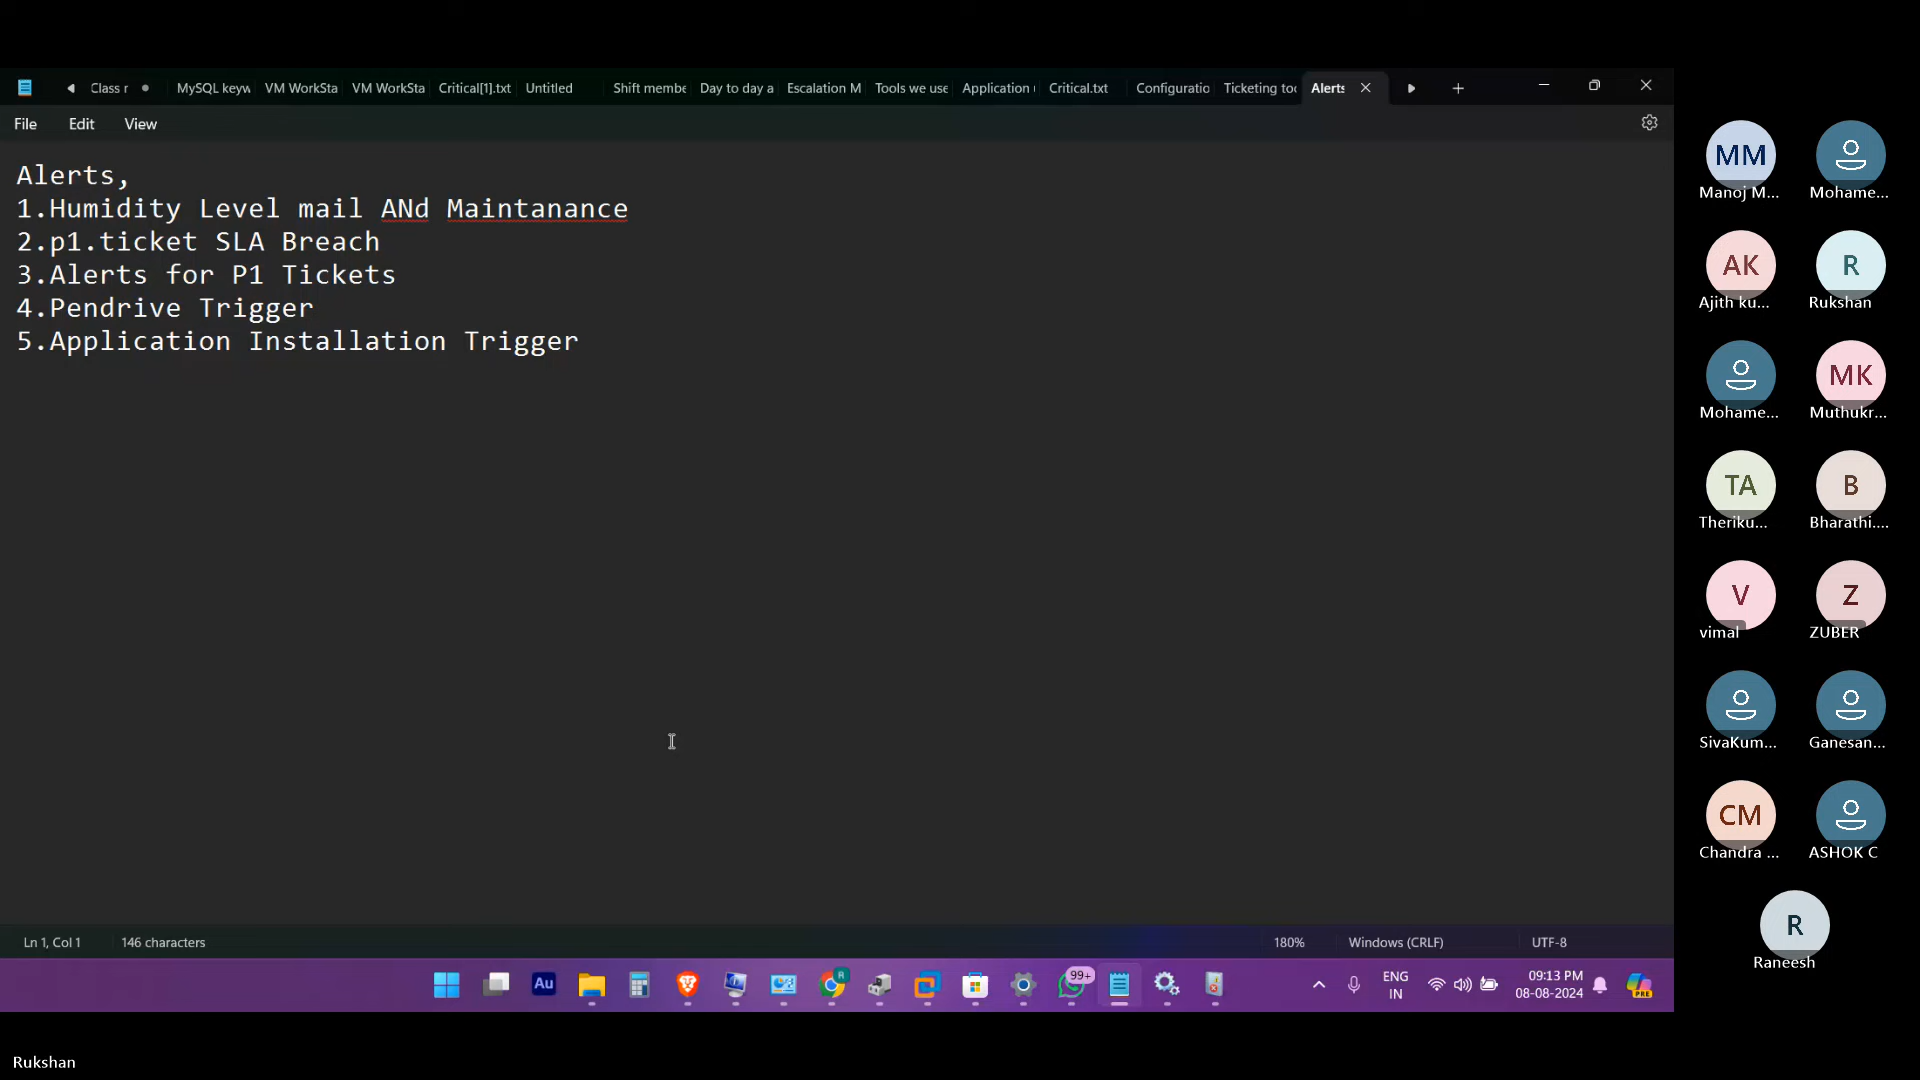 Class r
MySQL keyw
VM WorkSta
VM WorkSta
Critical[1].txt
Untitled
Shift membe
Day to day a
Escalation M
Tools we use
Application
Critical.txt
Configuratio
Ticketing too
Alerts
File
Edit
View
Alerts,
1.Humidity Level mail ANd Maintanance
2.p1.ticket SLA Breach
3.Alerts for P1 Tickets
4.Pendrive Trigger
5.Application Installation Trigger
Ln 1, Col 1
146 characters
180%
Windows (CRLF)
UTF-8
Au
R
99+
PRE
ENG
IN
09:13 PM
08-08-2024
MM
Manoj M...
Mohame...
AK
Ajith ku...
R
Rukshan
Mohame...
MK
Muthukr...
TA
Theriku...
B
Bharathi....
V
vimal
Z
ZUBER
SivaKum...
Ganesan...
CM
Chandra ...
ASHOK C
R
Raneesh
Rukshan